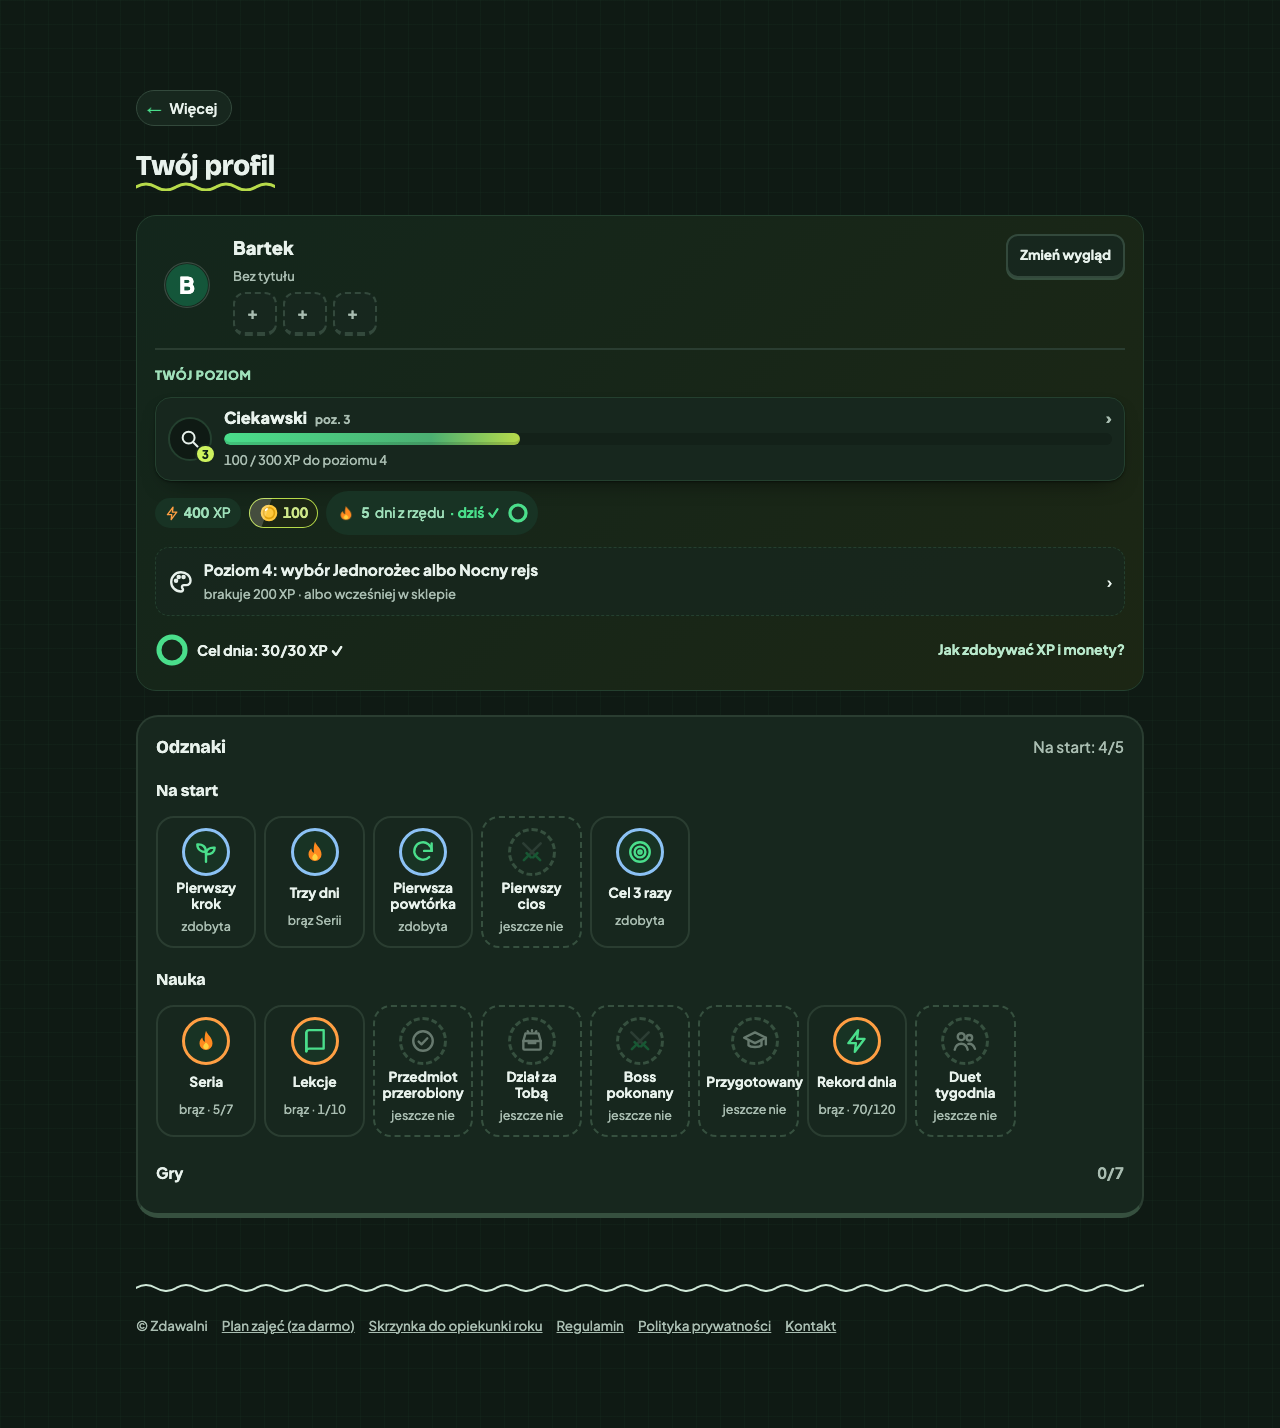 ← Więcej
Twój profil
B
Bartek
Bez tytułu
+ + +
Zmień wygląd
TWÓJ POZIOM
3
Ciekawski poz. 3 ›
100 / 300 XP do poziomu 4
400 XP 100 5 dni z rzędu · dziś ✓
Poziom 4: wybór Jednorożec albo Nocny rejs ›
brakuje 200 XP · albo wcześniej w sklepie
Cel dnia: 30/30 XP ✓ Jak zdobywać XP i monety?
Odznaki Na start: 4/5
Na start
Pierwszy krok
zdobyta
Trzy dni
brąz Serii
Pierwsza powtórka
zdobyta
Pierwszy cios
jeszcze nie
Cel 3 razy
zdobyta
Nauka
Seria
brąz · 5/7
Lekcje
brąz · 1/10
Przedmiot przerobiony
jeszcze nie
Dział za Tobą
jeszcze nie
Boss pokonany
jeszcze nie
Przygotowany
jeszcze nie
Rekord dnia
brąz · 70/120
Duet tygodnia
jeszcze nie
Gry 0/7
© Zdawalni Plan zajęć (za darmo) Skrzynka do opiekunki roku Regulamin Polityka prywatności Kontakt